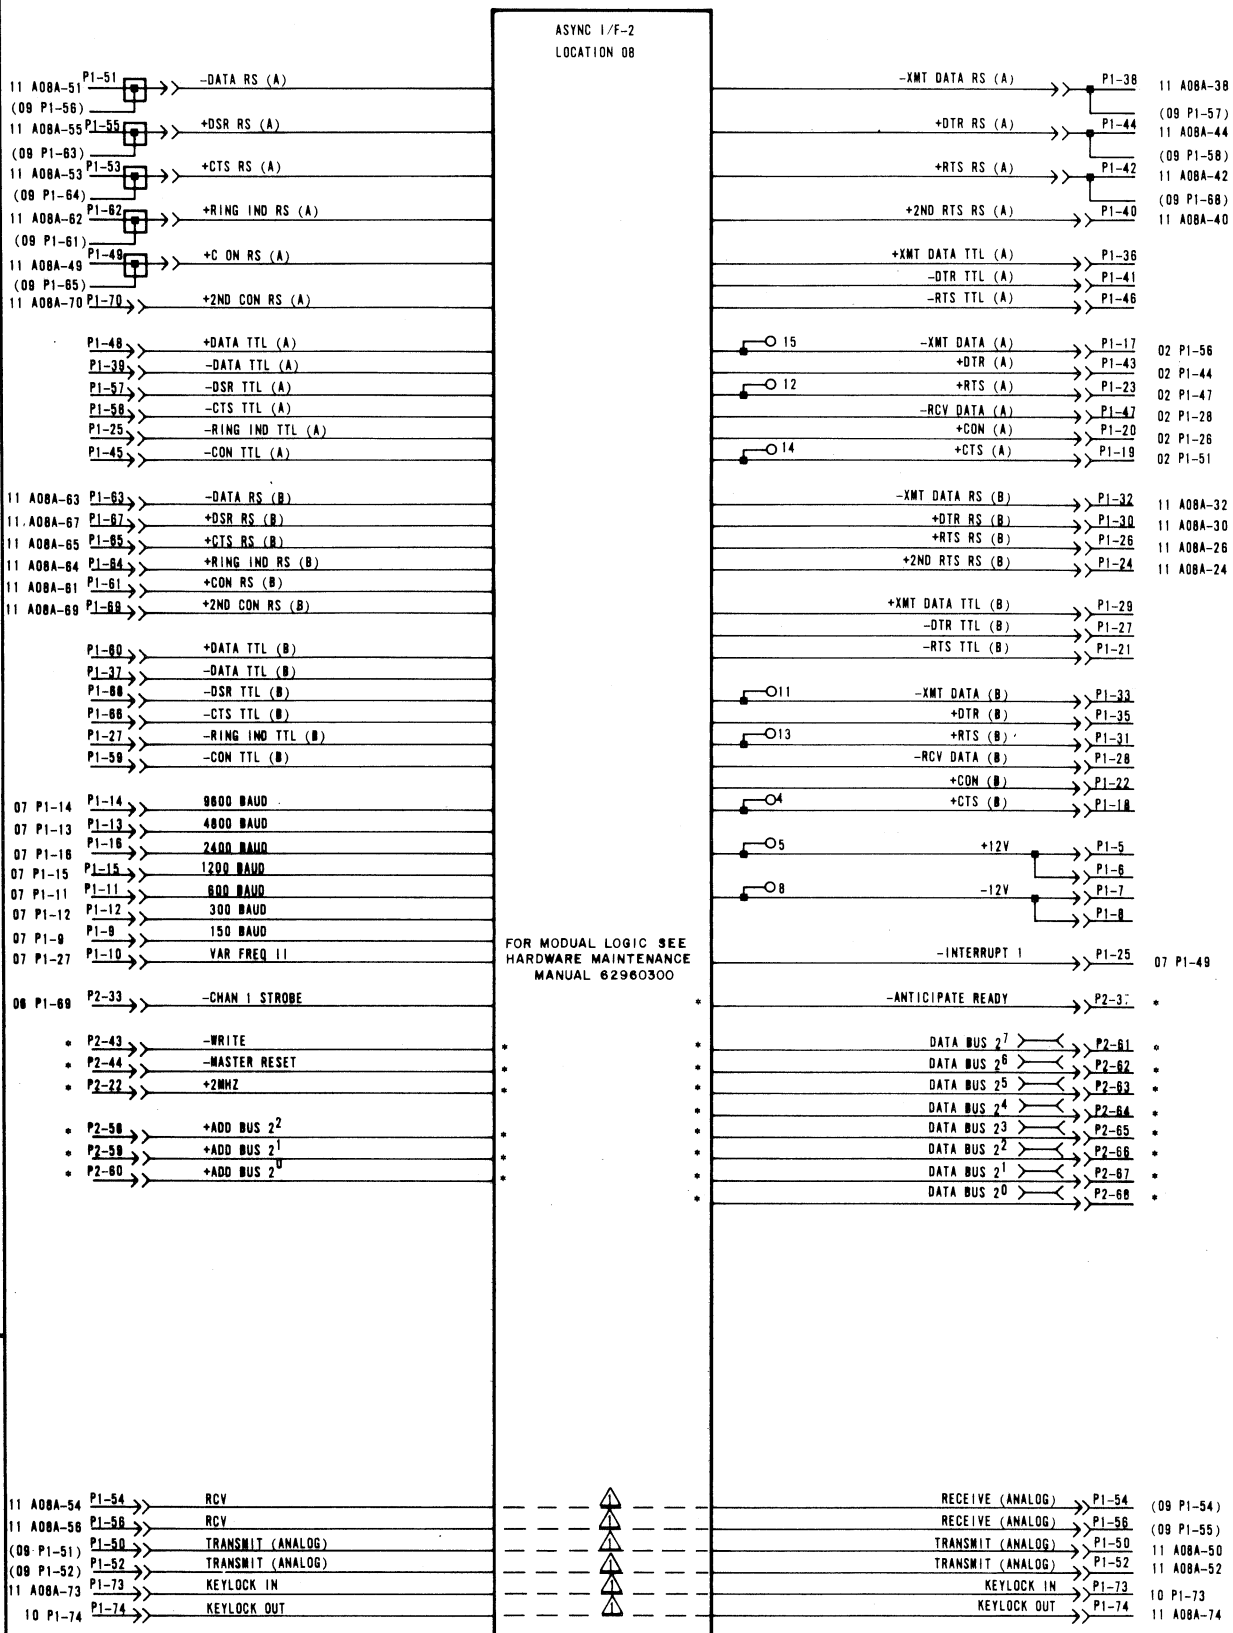 ASYNC I/F-2
LOCATION 08
11 A08A-51 P1-51 -DATA RS (A)
(09 P1-56)
11 A08A-55 P1-55 +DSR RS (A)
(09 P1-63)
11 A08A-53 P1-53 +CTS RS (A)
(09 P1-64)
11 A08A-62 P1-62 +RING IND RS (A)
(09 P1-61)
11 A08A-49 P1-49 +C ON RS (A)
(09 P1-65)
11 A08A-70 P1-70 +2ND CON RS (A)
P1-48 +DATA TTL (A)
P1-39 -DATA TTL (A)
P1-57 -DSR TTL (A)
P1-58 -CTS TTL (A)
P1-25 -RING IND TTL (A)
P1-45 -CON TTL (A)
11 A08A-63 P1-63 -DATA RS (B)
11 A08A-67 P1-67 +DSR RS (B)
11 A08A-65 P1-65 +CTS RS (B)
11 A08A-64 P1-64 +RING IND RS (B)
11 A08A-61 P1-61 +CON RS (B)
11 A08A-69 P1-69 +2ND CON RS (B)
P1-60 +DATA TTL (B)
P1-37 -DATA TTL (B)
-DSR TTL (B)
P1-66 -CTS TTL (B)
P1-27 -RING IND TTL (B)
P1-59 -CON TTL (B)
07 P1-14 P1-14 9600 BAUD
07 P1-13 P1-13 4800 BAUD
07 P1-16 P1-16 2400 BAUD
07 P1-15 P1-15 1200 BAUD
07 P1-11 P1-11 600 BAUD
07 P1-12 P1-12 300 BAUD
07 P1-9 P1-9 150 BAUD
07 P1-27 P1-10 VAR FREQ II
06 P1-69 P2-33 -CHAN 1 STROBE
* P2-43 -WRITE *
* P2-44 -MASTER RESET *
* P2-22 +2MHZ *
* P2-58 +ADD BUS 2^2 *
* P2-59 +ADD BUS 2^1 *
* P2-60 +ADD BUS 2^0 *
11 A08A-54 P1-54 RCV
11 A08A-56 P1-56 RCV
(09 P1-51) P1-50 TRANSMIT (ANALOG)
(09 P1-52) P1-52 TRANSMIT (ANALOG)
11 A08A-73 P1-73 KEYLOCK IN
10 P1-74 P1-74 KEYLOCK OUT
FOR MODUAL LOGIC SEE
HARDWARE MAINTENANCE
MANUAL 62960300
1
1
1
1
1
1
-XMT DATA RS (A) P1-38 11 A08A-38
(09 P1-57)
+DTR RS (A) P1-44 11 A08A-44
(09 P1-58)
+RTS RS (A) P1-42 11 A08A-42
(09 P1-68)
+2ND RTS RS (A) P1-40 11 A08A-40
+XMT DATA TTL (A) P1-36
-DTR TTL (A) P1-41
-RTS TTL (A) P1-46
15 -XMT DATA (A) P1-17 02 P1-56
+DTR (A) P1-43 02 P1-44
12 +RTS (A) P1-23 02 P1-47
-RCV DATA (A) P1-47 02 P1-28
+CON (A) P1-20 02 P1-26
14 +CTS (A) P1-19 02 P1-51
-XMT DATA RS (B) P1-32 11 A08A-32
+DTR RS (B) P1-30 11 A08A-30
+RTS RS (B) P1-26 11 A08A-26
+2ND RTS RS (B) P1-24 11 A08A-24
+XMT DATA TTL (B) P1-29
-DTR TTL (B) P1-27
-RTS TTL (B) P1-21
11 -XMT DATA (B) P1-33
+DTR (B) P1-35
13 +RTS (B) P1-31
-RCV DATA (B) P1-28
+CON (B) P1-22
4 +CTS (B) P1-18
5 +12V P1-5
P1-6
8 -12V P1-7
P1-8
-INTERRUPT 1 P1-25 07 P1-49
* -ANTICIPATE READY *
* DATA BUS 2^7 P2-61 *
* DATA BUS 2^6 P2-62 *
* DATA BUS 2^5 P2-63 *
* DATA BUS 2^4 P2-64 *
* DATA BUS 2^3 P2-65 *
* DATA BUS 2^2 P2-66 *
* DATA BUS 2^1 P2-67 *
* DATA BUS 2^0 P2-68 *
RECEIVE (ANALOG) P1-54 (09 P1-54)
RECEIVE (ANALOG) P1-56 (09 P1-55)
TRANSMIT (ANALOG) P1-50 11 A08A-50
TRANSMIT (ANALOG) P1-52 11 A08A-52
KEYLOCK IN P1-73 10 P1-73
KEYLOCK OUT P1-74 11 A08A-74